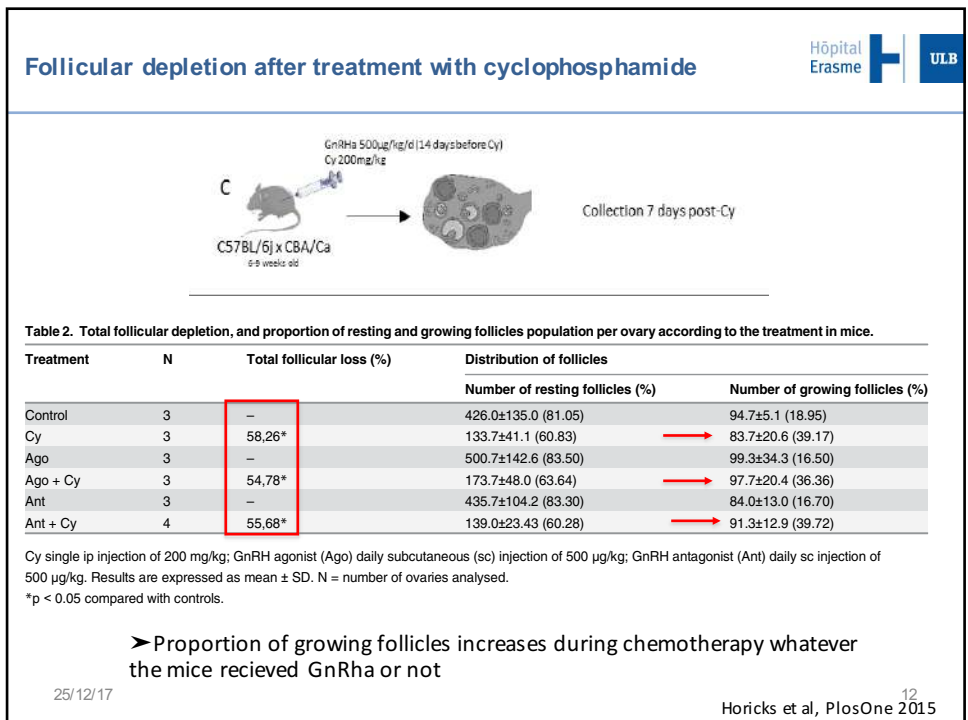 Follicular depletion after treatment with cyclophosphamide
Hôpital
Erasme
ULB
GnRHa 500µg/kg/d (14 days before Cy)
Cy 200mg/kg
C
C57BL/6j x CBA/Ca
6-9 weeks old
Collection 7 days post-Cy
Table 2. Total follicular depletion, and proportion of resting and growing follicles population per ovary according to the treatment in mice.
Treatment N Total follicular loss (%) Distribution of follicles
Number of resting follicles (%) Number of growing follicles (%)
Control 3 – 426.0±135.0 (81.05) 94.7±5.1 (18.95)
Cy 3 58,26* 133.7±41.1 (60.83) 83.7±20.6 (39.17)
Ago 3 – 500.7±142.6 (83.50) 99.3±34.3 (16.50)
Ago + Cy 3 54,78* 173.7±48.0 (63.64) 97.7±20.4 (36.36)
Ant 3 – 435.7±104.2 (83.30) 84.0±13.0 (16.70)
Ant + Cy 4 55,68* 139.0±23.43 (60.28) 91.3±12.9 (39.72)
Cy single ip injection of 200 mg/kg; GnRH agonist (Ago) daily subcutaneous (sc) injection of 500 µg/kg; GnRH antagonist (Ant) daily sc injection of
500 µg/kg. Results are expressed as mean ± SD. N = number of ovaries analysed.
*p < 0.05 compared with controls.
➤Proportion of growing follicles increases during chemotherapy whatever
the mice recieved GnRha or not
25/12/17
12
Horicks et al, PlosOne 2015